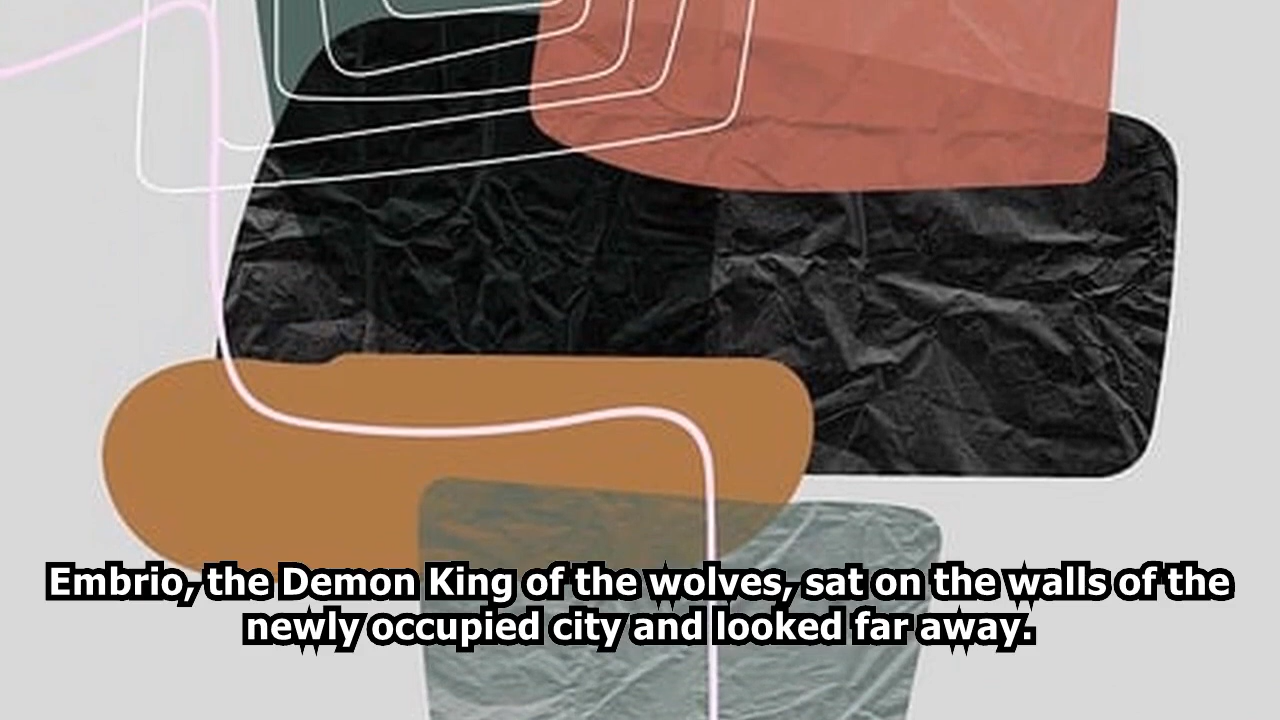 Embrio, the Demon King of the wolves, sat on the walls of the
newly occupied city and looked far away.